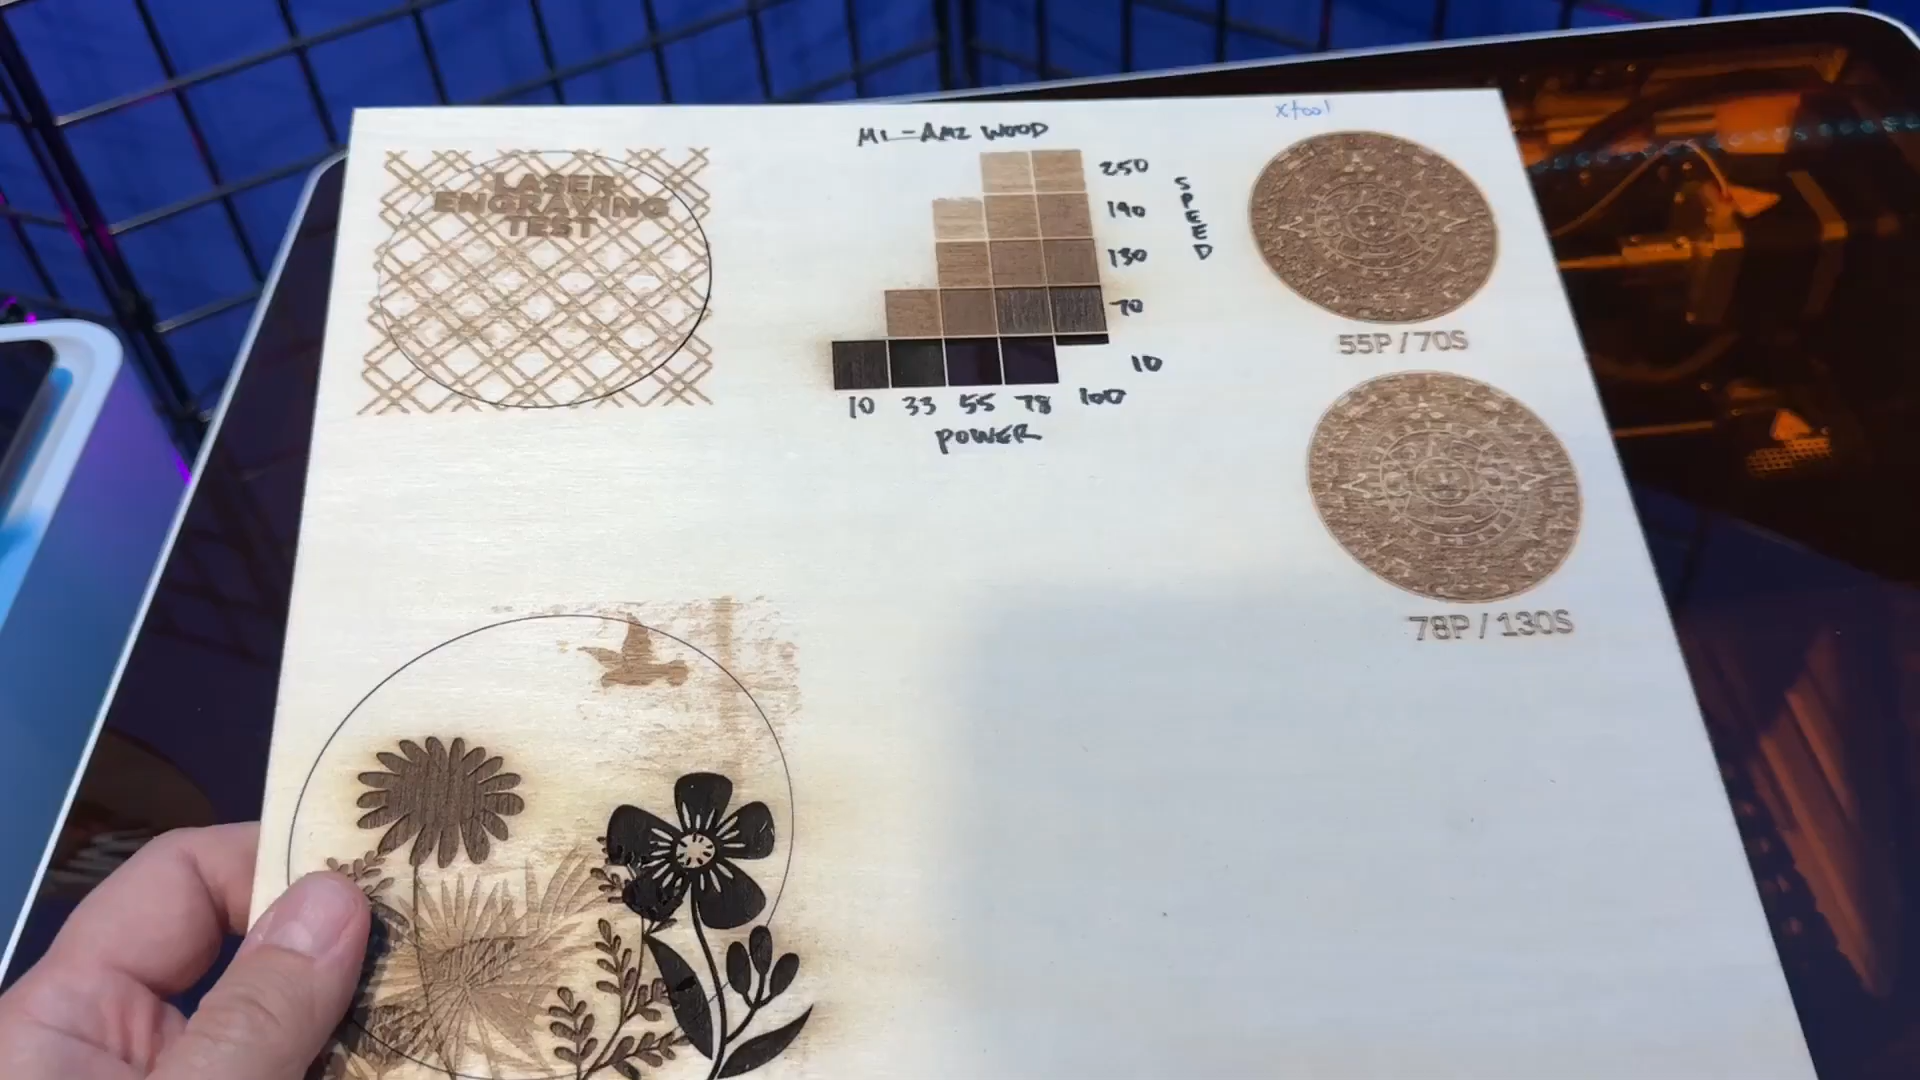 xtool
M1-AMZ WOOD
LASER
ENGRAVING
TEST
250
190
130
70
10
SPEED
10 33 55 78 100
POWER
55P / 70S
78P / 130S